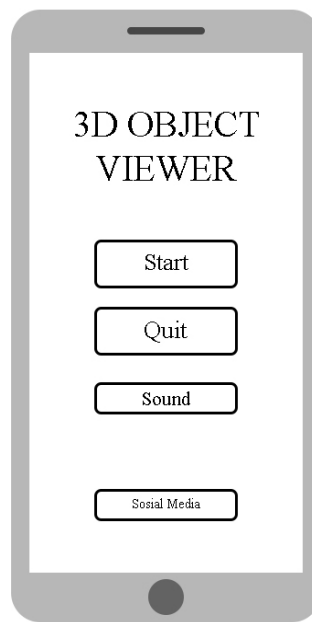 3D OBJECT
VIEWER
Start
Quit
Sound
Sosial Media